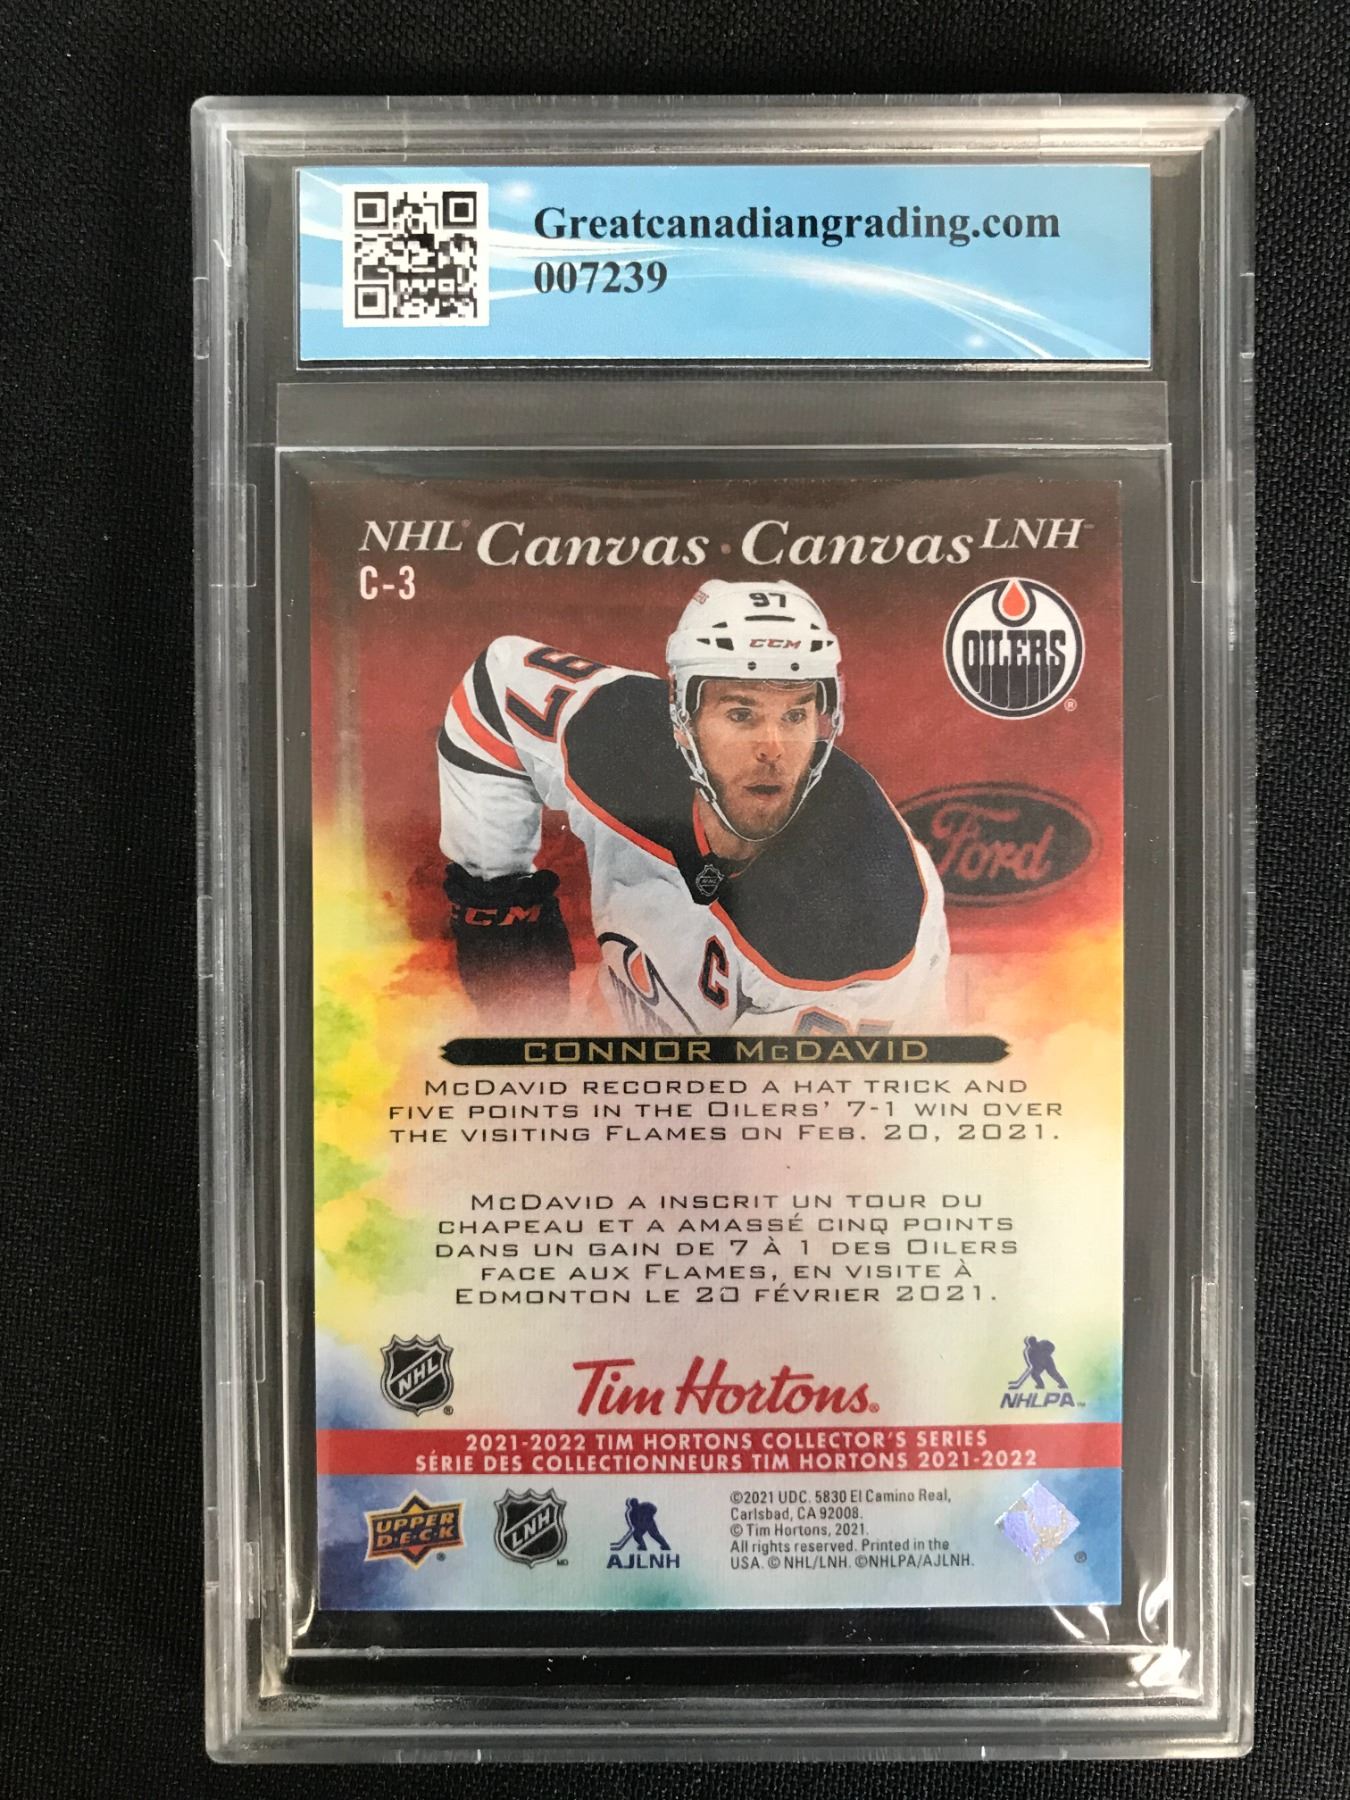 Greatcanadiangrading.com
007239
NHL Canvas · Canvas LNH
C-3
97
CCM
97
OILERS
®
Ford
CCM
NHL
C
CONNOR McDAVID
McDAVID RECORDED A HAT TRICK AND
FIVE POINTS IN THE OILERS' 7-1 WIN OVER
THE VISITING FLAMES ON FEB. 20, 2021.
McDAVID A INSCRIT UN TOUR DU
CHAPEAU ET A AMASSÉ CINQ POINTS
DANS UN GAIN DE 7 À 1 DES OILERS
FACE AUX FLAMES, EN VISITE À
EDMONTON LE 20 FÉVRIER 2021.
NHL ®
Tim Hortons®
NHLPA™
2021-2022 TIM HORTONS COLLECTOR'S SERIES
SÉRIE DES COLLECTIONNEURS TIM HORTONS 2021-2022
UPPER
D·E·C·K ®
LNH MD
AJLNH
©2021 UDC. 5830 El Camino Real,
Carlsbad, CA 92008.
© Tim Hortons, 2021.
All rights reserved. Printed in the
USA. © NHL/LNH. ©NHLPA/AJLNH.
®